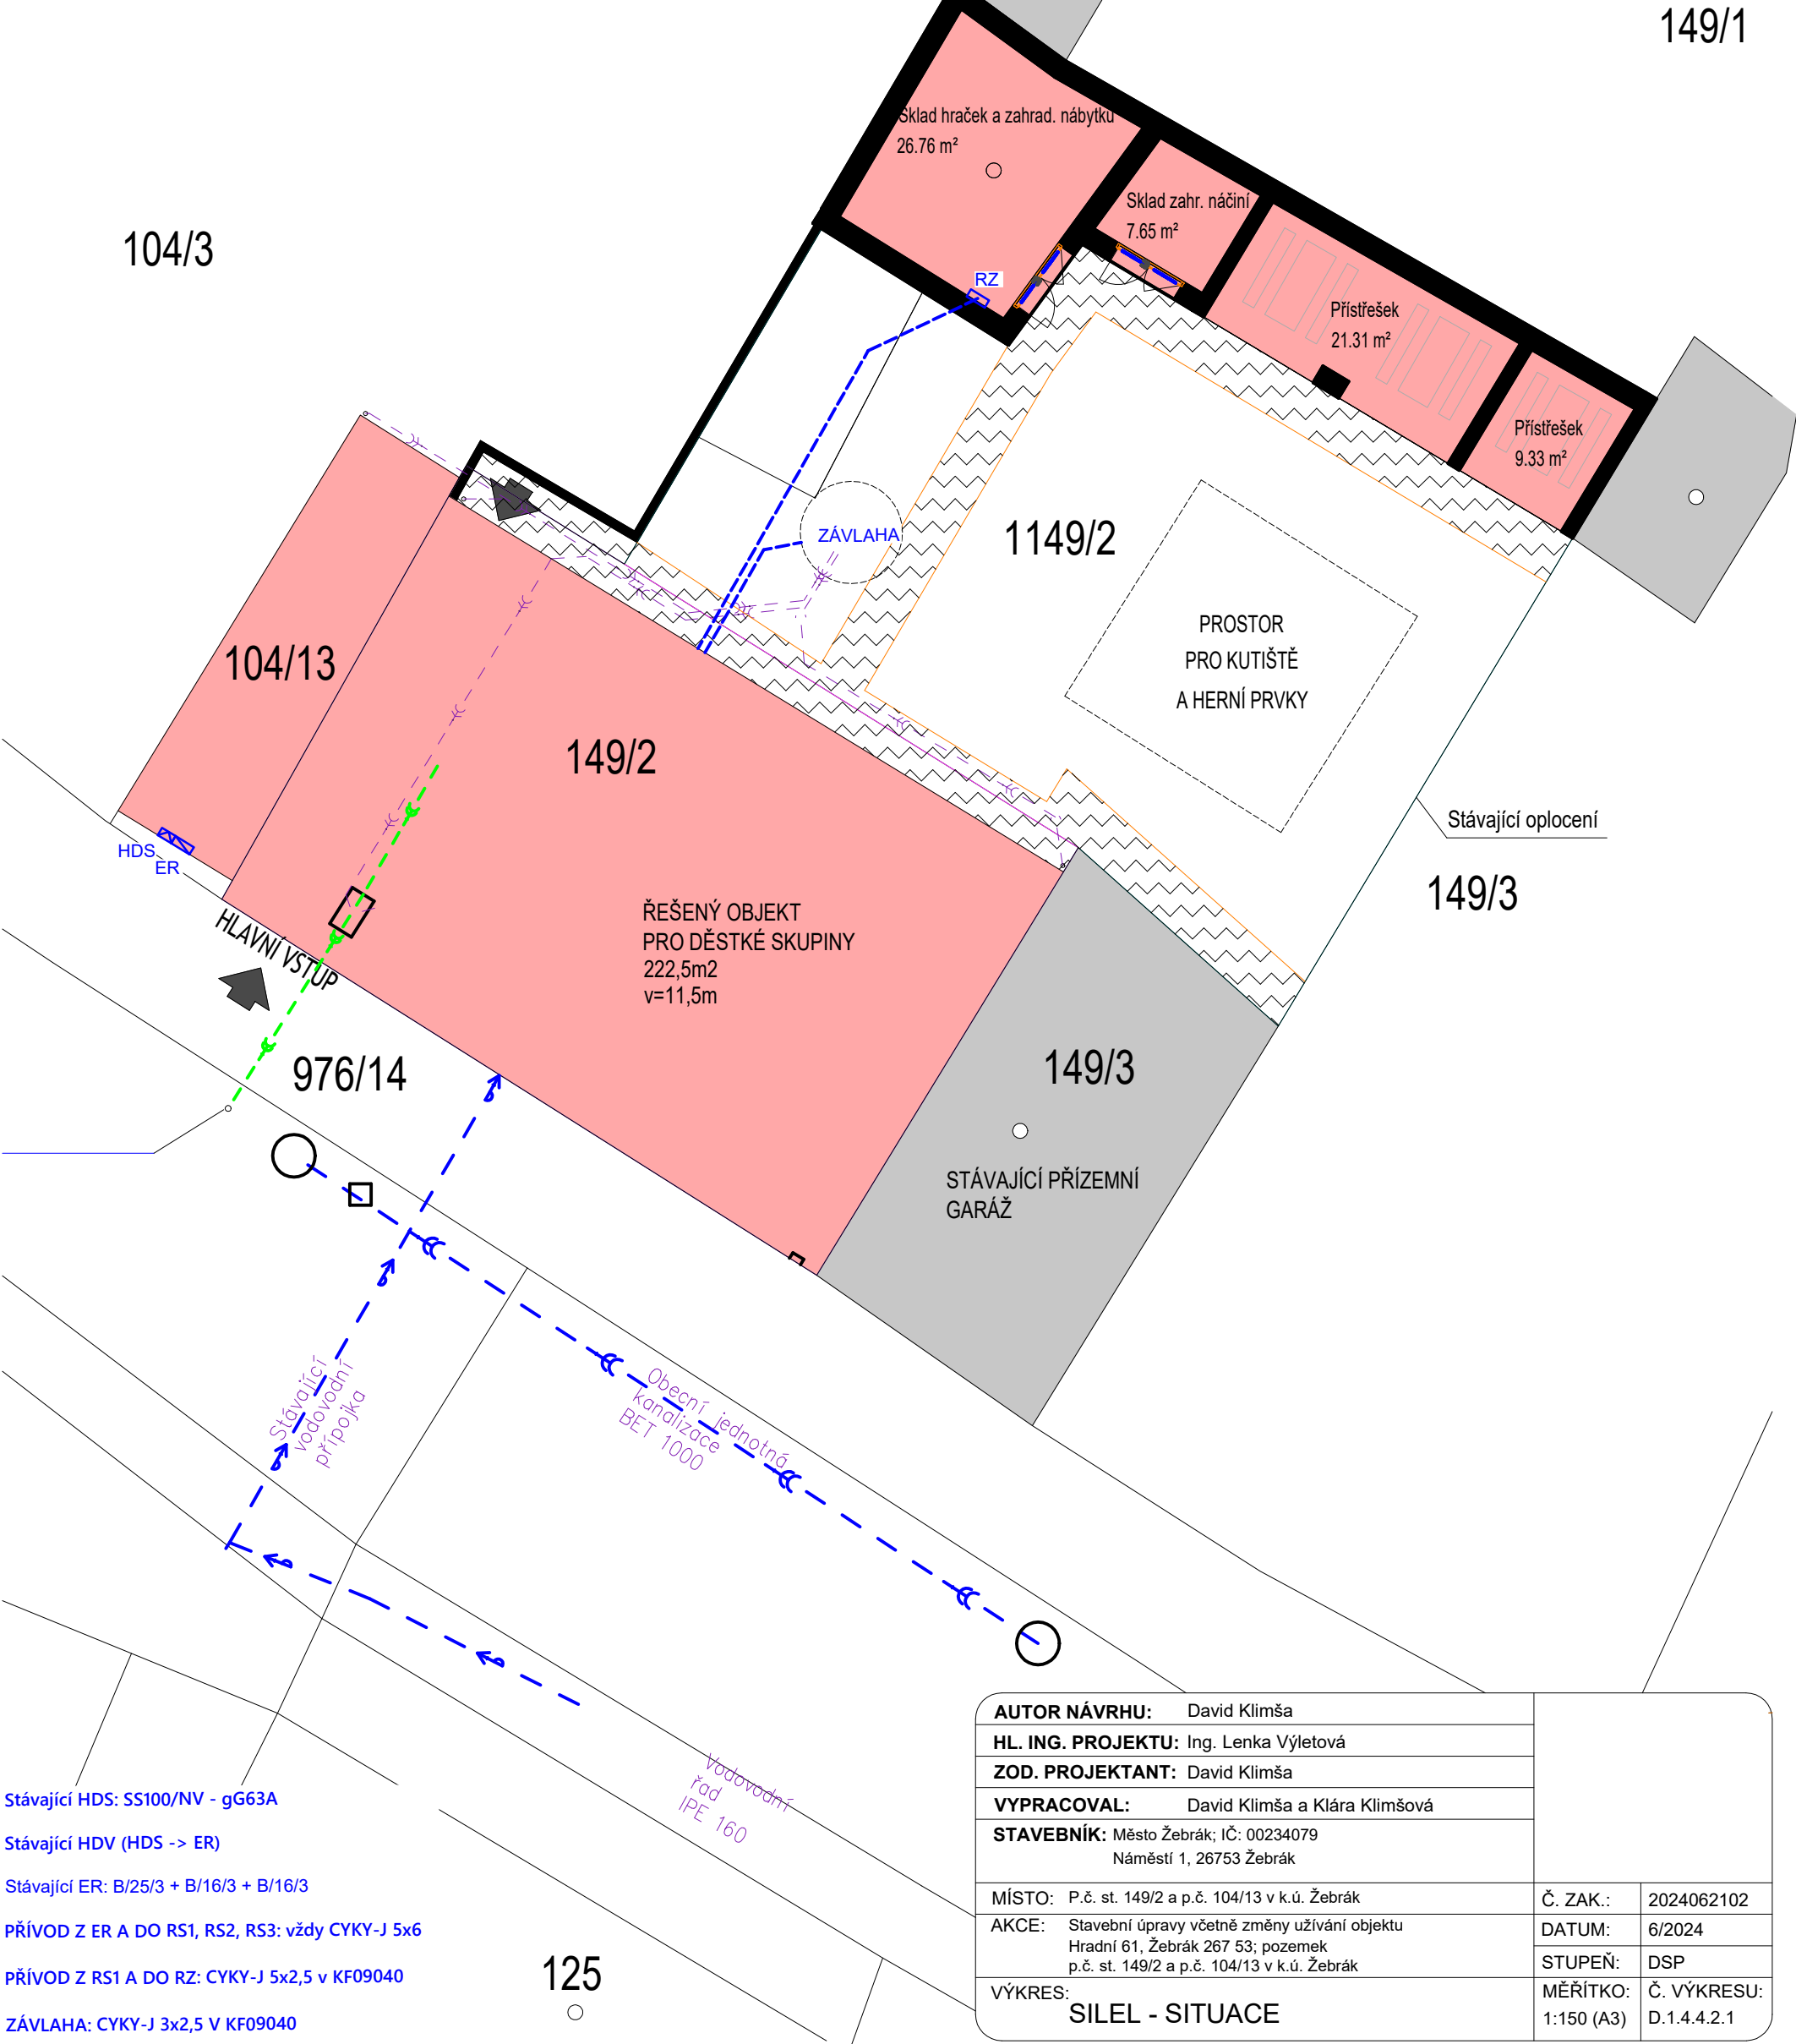 149/1
Sklad hraček a zahrad. nábytku
26.76 m²
Sklad zahr. náčiní
7.65 m²
104/3
RZ
Přístřešek
21.31 m²
Přístřešek
9.33 m²
ZÁVLAHA
1149/2
PROSTOR
PRO KUTIŠTĚ
A HERNÍ PRVKY
104/13
149/2
Stávající oplocení
HDS
ER
149/3
HLAVNÍ VSTUP
ŘEŠENÝ OBJEKT
PRO DĚSTKÉ SKUPINY
222,5m2
v=11,5m
976/14
149/3
STÁVAJÍCÍ PŘÍZEMNÍ
GARÁŽ
Stávající
vodovodní
přípojka
Obecní jednotná
kanalizace
BET 1000
Vodovodní
řad
IPE 160
Stávající HDS: SS100/NV - gG63A
Stávající HDV (HDS -> ER)
Stávající ER: B/25/3 + B/16/3 + B/16/3
PŘÍVOD Z ER A DO RS1, RS2, RS3: vždy CYKY-J 5x6
PŘÍVOD Z RS1 A DO RZ: CYKY-J 5x2,5 v KF09040
ZÁVLAHA: CYKY-J 3x2,5 V KF09040
125
AUTOR NÁVRHU: David Klimša
HL. ING. PROJEKTU: Ing. Lenka Výletová
ZOD. PROJEKTANT: David Klimša
VYPRACOVAL: David Klimša a Klára Klimšová
STAVEBNÍK: Město Žebrák; IČ: 00234079
Náměstí 1, 26753 Žebrák
MÍSTO: P.č. st. 149/2 a p.č. 104/13 v k.ú. Žebrák
Č. ZAK.: 2024062102
AKCE: Stavební úpravy včetně změny užívání objektu
Hradní 61, Žebrák 267 53; pozemek
p.č. st. 149/2 a p.č. 104/13 v k.ú. Žebrák
DATUM: 6/2024
STUPEŇ: DSP
VÝKRES: SILEL - SITUACE
MĚŘÍTKO: 1:150 (A3)
Č. VÝKRESU: D.1.4.4.2.1